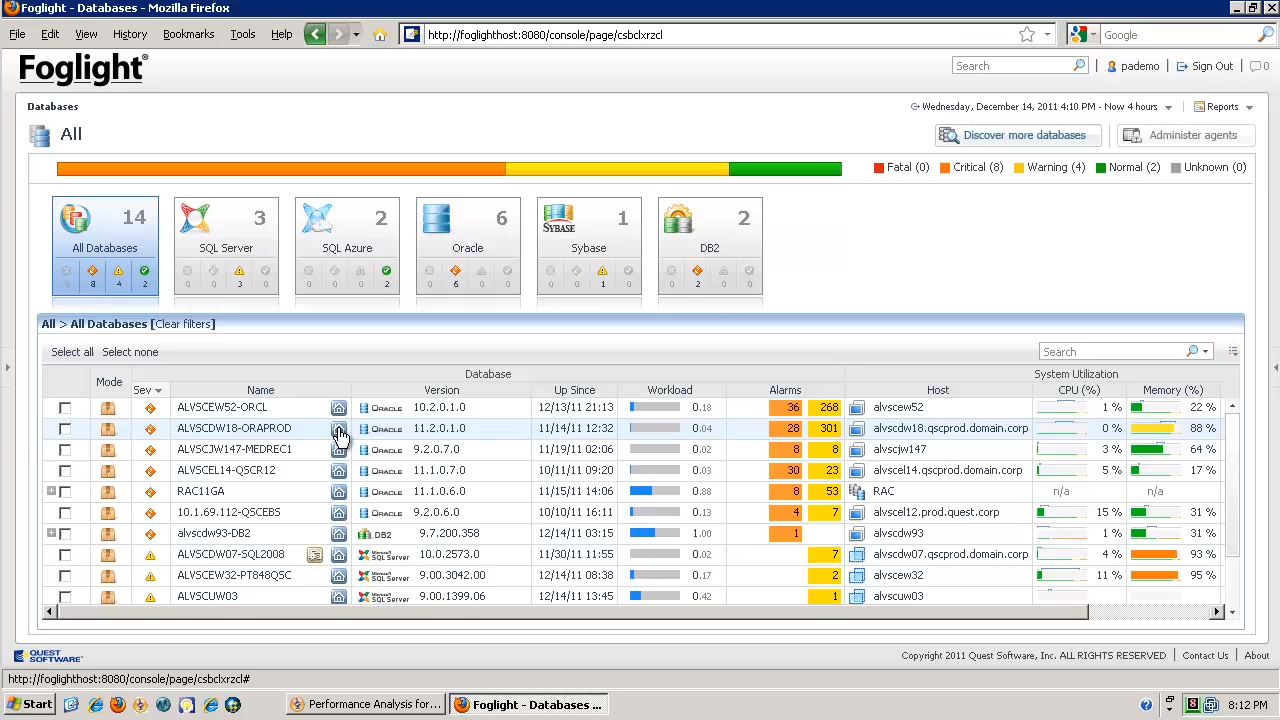 Foglight - Databases - Mozilla Firefox
File Edit View History Bookmarks Tools Help
http://foglighthost:8080/console/page/csbclxrzcl
Google
Foglight®
Search
pademo
Sign Out
0
Databases
Wednesday, December 14, 2011 4:10 PM - Now 4 hours
Reports
All
Discover more databases
Administer agents
Fatal (0) Critical (8) Warning (4) Normal (2) Unknown (0)
14 3 2 6 SYBASE 1 2
All Databases SQL Server SQL Azure Oracle Sybase DB2
0 8 4 2 0 0 3 0 0 0 0 2 0 6 0 0 0 0 1 0 0 2 0 0
All > All Databases [Clear filters]
Select all Select none
Search
Database System Utilization
Mode Sev Name Version Up Since Workload Alarms Host CPU (%) Memory (%)
ALVSCEW52-ORCL ORACLE 10.2.0.1.0 12/13/11 21:13 0.18 36 268 alvscew52 1 % 22 %
ALVSCDW18-ORAPROD ORACLE 11.2.0.1.0 11/14/11 12:32 0.04 28 301 alvscdw18.qscprod.domain.corp 0 % 88 %
ALVSCJW147-MEDREC1 ORACLE 9.2.0.7.0 11/19/11 02:06 0.02 8 8 alvscjw147 3 % 64 %
ALVSCEL14-QSCR12 ORACLE 11.1.0.7.0 10/11/11 09:20 0.03 30 23 alvscel14.qscprod.domain.corp 5 % 17 %
RAC11GA ORACLE 11.1.0.6.0 11/15/11 14:06 0.88 8 53 RAC n/a n/a
10.1.69.112-QSCEBS ORACLE 9.2.0.6.0 10/10/11 16:11 0.13 4 7 alvscel12.prod.quest.corp 15 % 31 %
alvscdw93-DB2 DB2 9.7.200.358 12/14/11 03:15 1.00 1 alvscdw93 1 % 31 %
ALVSCDW07-SQL2008 Microsoft SQL Server 10.0.2573.0 11/30/11 11:55 0.02 7 alvscdw07.qscprod.domain.corp 4 % 93 %
ALVSCEW32-PT848QSC Microsoft SQL Server 9.00.3042.00 12/14/11 08:38 0.17 2 alvscew32 11 % 95 %
ALVSCUW03 Microsoft SQL Server 9.00.1399.06 12/14/11 13:45 0.42 1 alvscuw03
QUEST SOFTWARE®
Copyright 2011 Quest Software, Inc. ALL RIGHTS RESERVED Contact Us About
http://foglighthost:8080/console/page/csbclxrzcl#
Start
Performance Analysis for...
Foglight - Databases ...
8:12 PM